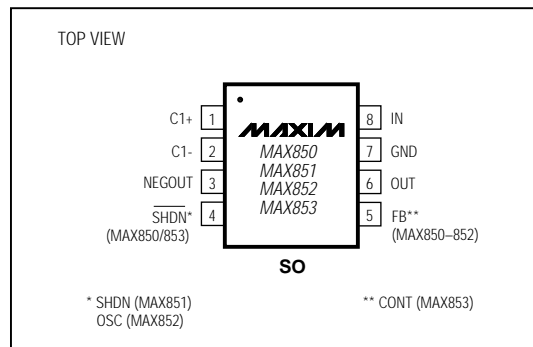 TOP VIEW
C1+ 1
C1- 2
NEGOUT 3
SHDN* 4
(MAX850/853)
MAXIM
MAX850
MAX851
MAX852
MAX853
8 IN
7 GND
6 OUT
5 FB**
(MAX850–852)
SO
* SHDN (MAX851)
OSC (MAX852)
** CONT (MAX853)